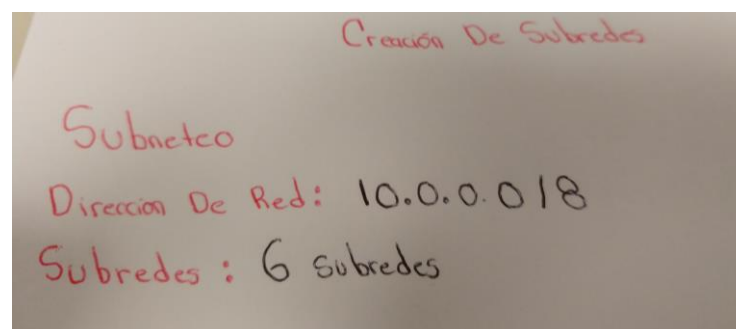 Creación De Subredes
Subneteo
Direccion De Red: 10.0.0.0/8
Subredes: 6 subredes